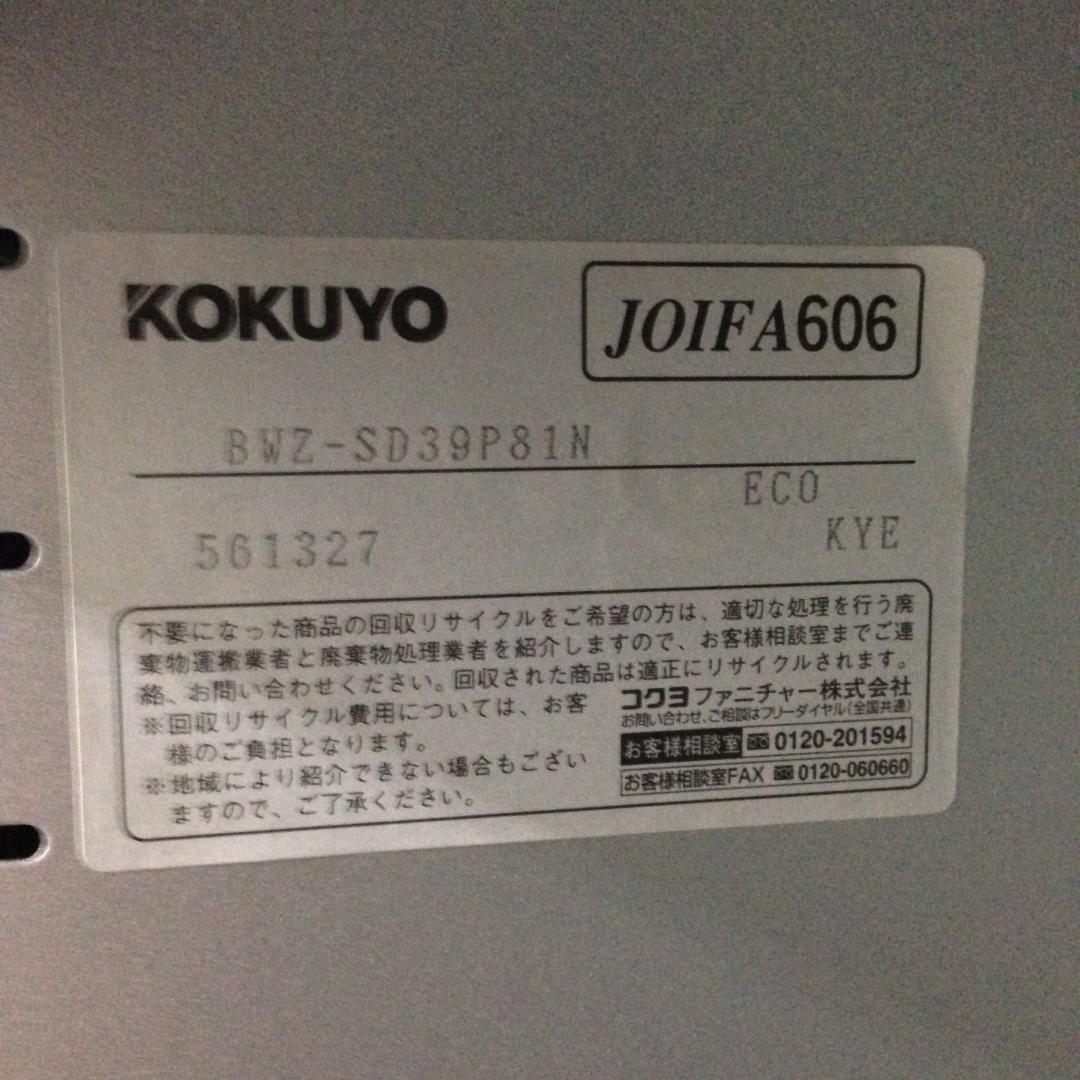 KOKUYO
JOIFA606
BWZ-SD39P81N
ECO
KYE
561327
不要になった商品の回収リサイクルをご希望の方は、適切な処理を行う廃
棄物運搬業者と廃棄物処理業者を紹介しますので、お客様相談室までご連
絡、お問い合わせください。回収された商品は適正にリサイクルされます。
※回収リサイクル費用については、お客
様のご負担となります。
※地域により紹介できない場合もござい
ますので、ご了承ください。
コクヨファニチャー株式会社
お問い合わせ、ご相談はフリーダイヤル(全国共通)
お客様相談室 0120-201594
お客様相談室FAX 0120-060660